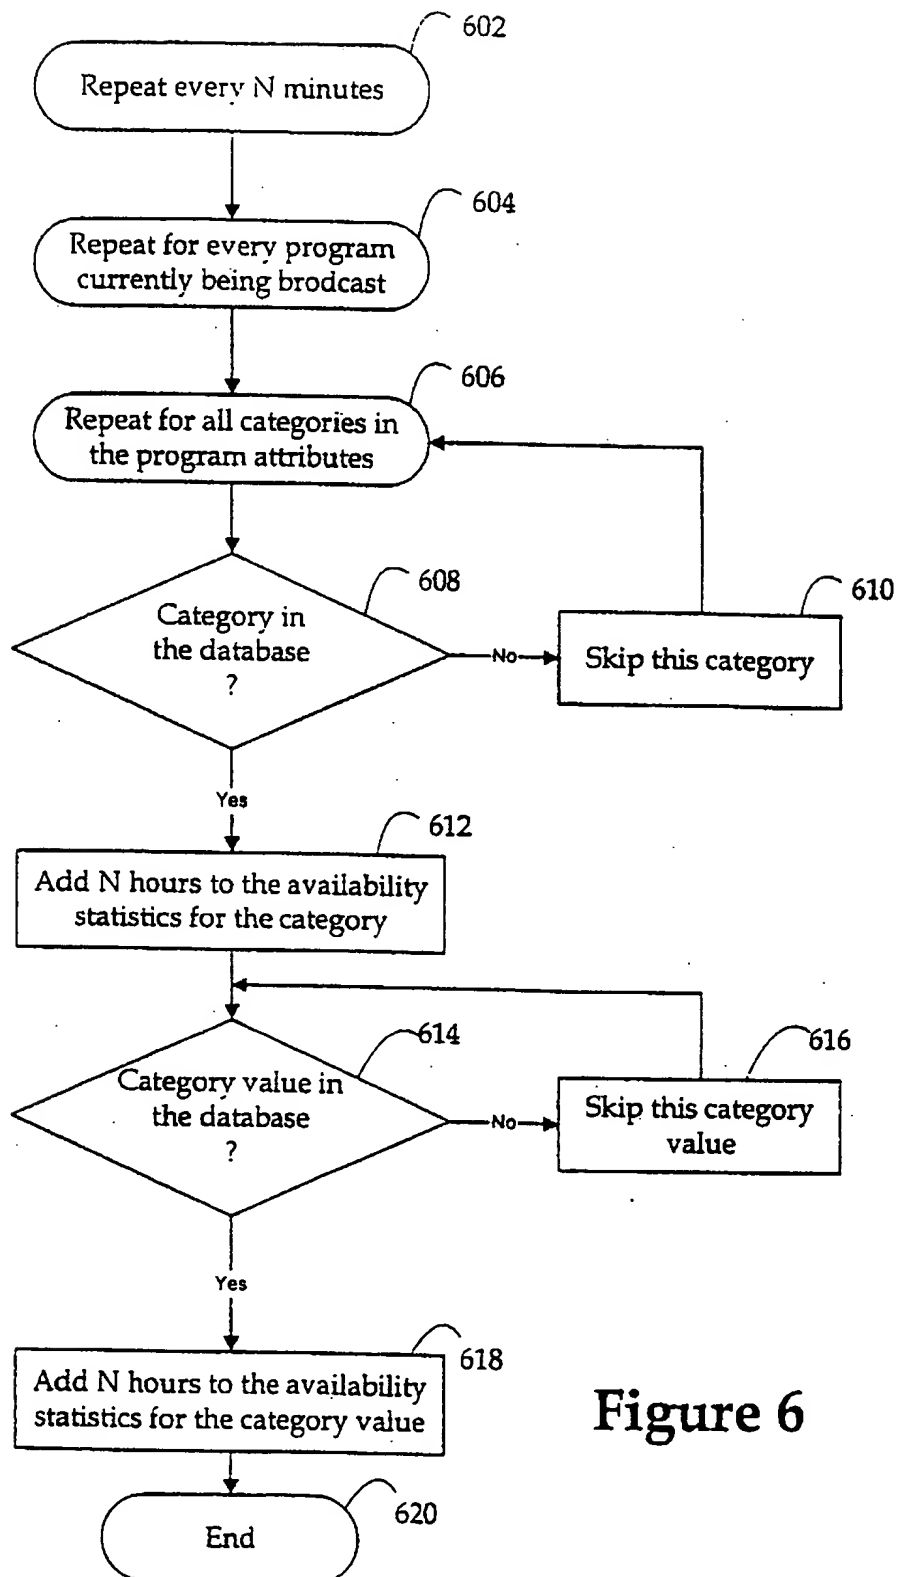 602
Repeat every N minutes
604
Repeat for every program
currently being brodcast
606
Repeat for all categories in
the program attributes
608
Category in
the database
?
No
610
Skip this category
Yes
612
Add N hours to the availability
statistics for the category
614
Category value in
the database
?
No
616
Skip this category
value
Yes
618
Add N hours to the availability
statistics for the category value
Figure 6
620
End